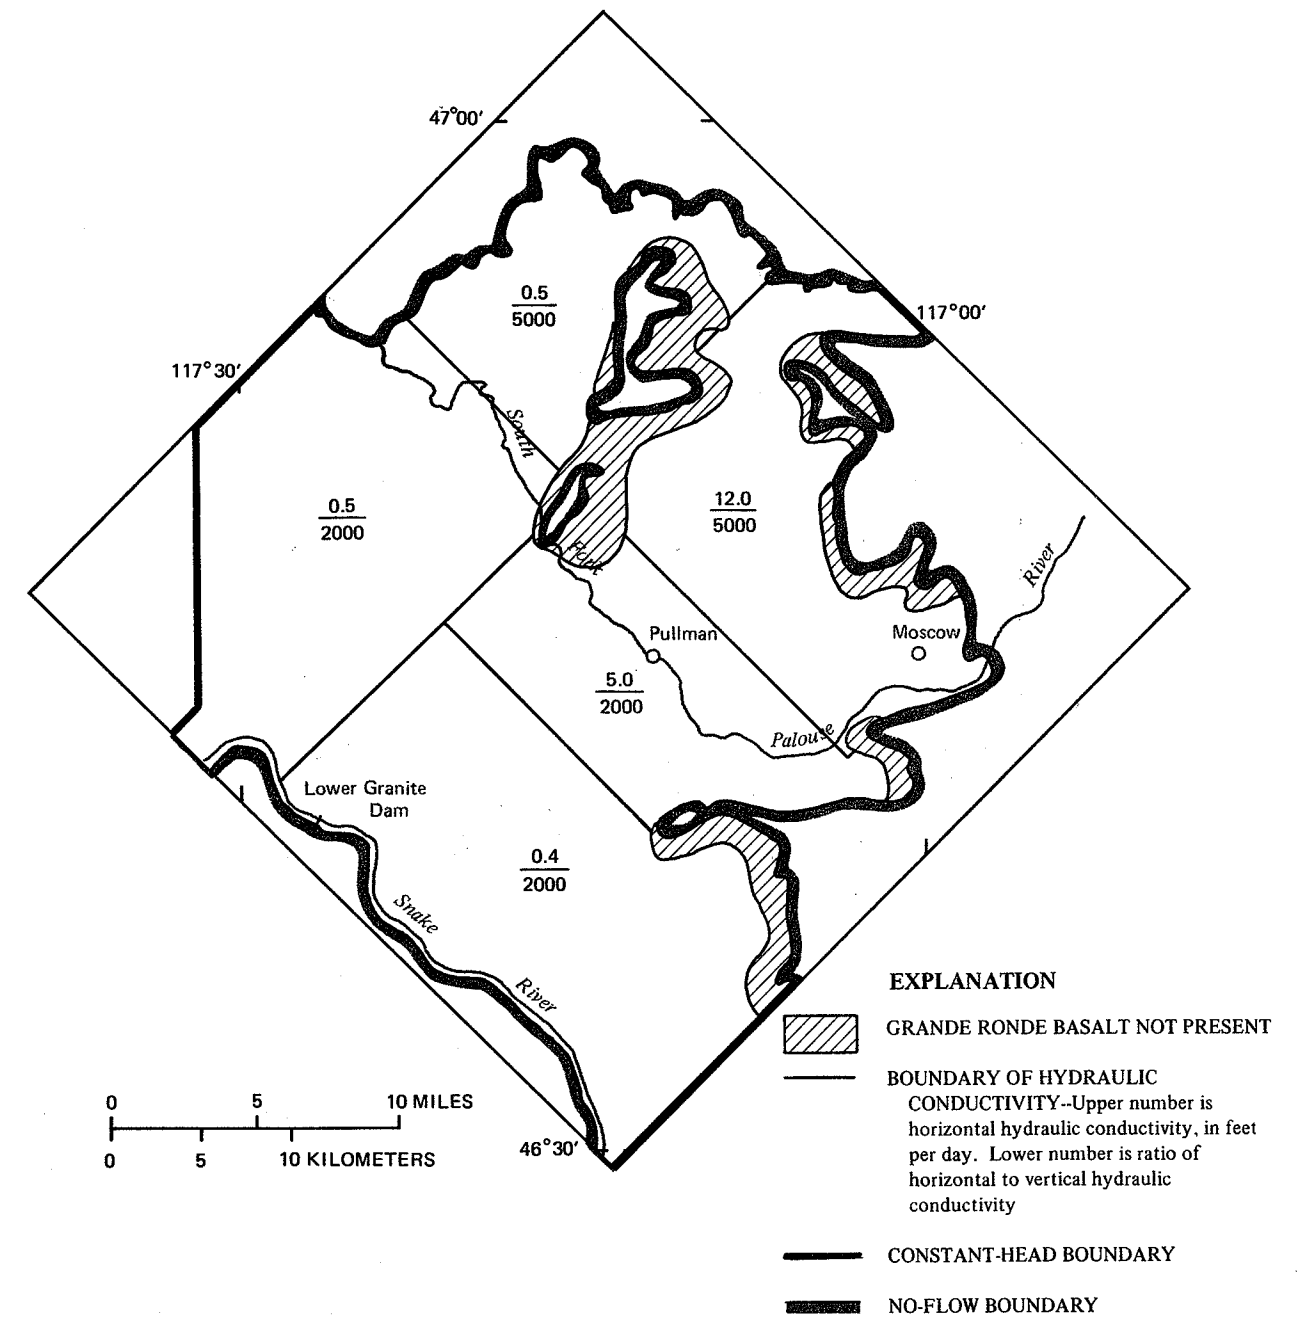 47°00′
117°00′
0.5
5000
117°30′
South
0.5
2000
12.0
5000
Fork
River
Pullman
Moscow
5.0
2000
Palouse
Lower Granite
Dam
0.4
2000
Snake
River
EXPLANATION
GRANDE RONDE BASALT NOT PRESENT
BOUNDARY OF HYDRAULIC
CONDUCTIVITY--Upper number is
horizontal hydraulic conductivity, in feet
per day. Lower number is ratio of
horizontal to vertical hydraulic
conductivity
CONSTANT-HEAD BOUNDARY
NO-FLOW BOUNDARY
0 5 10 MILES
0 5 10 KILOMETERS
46°30′